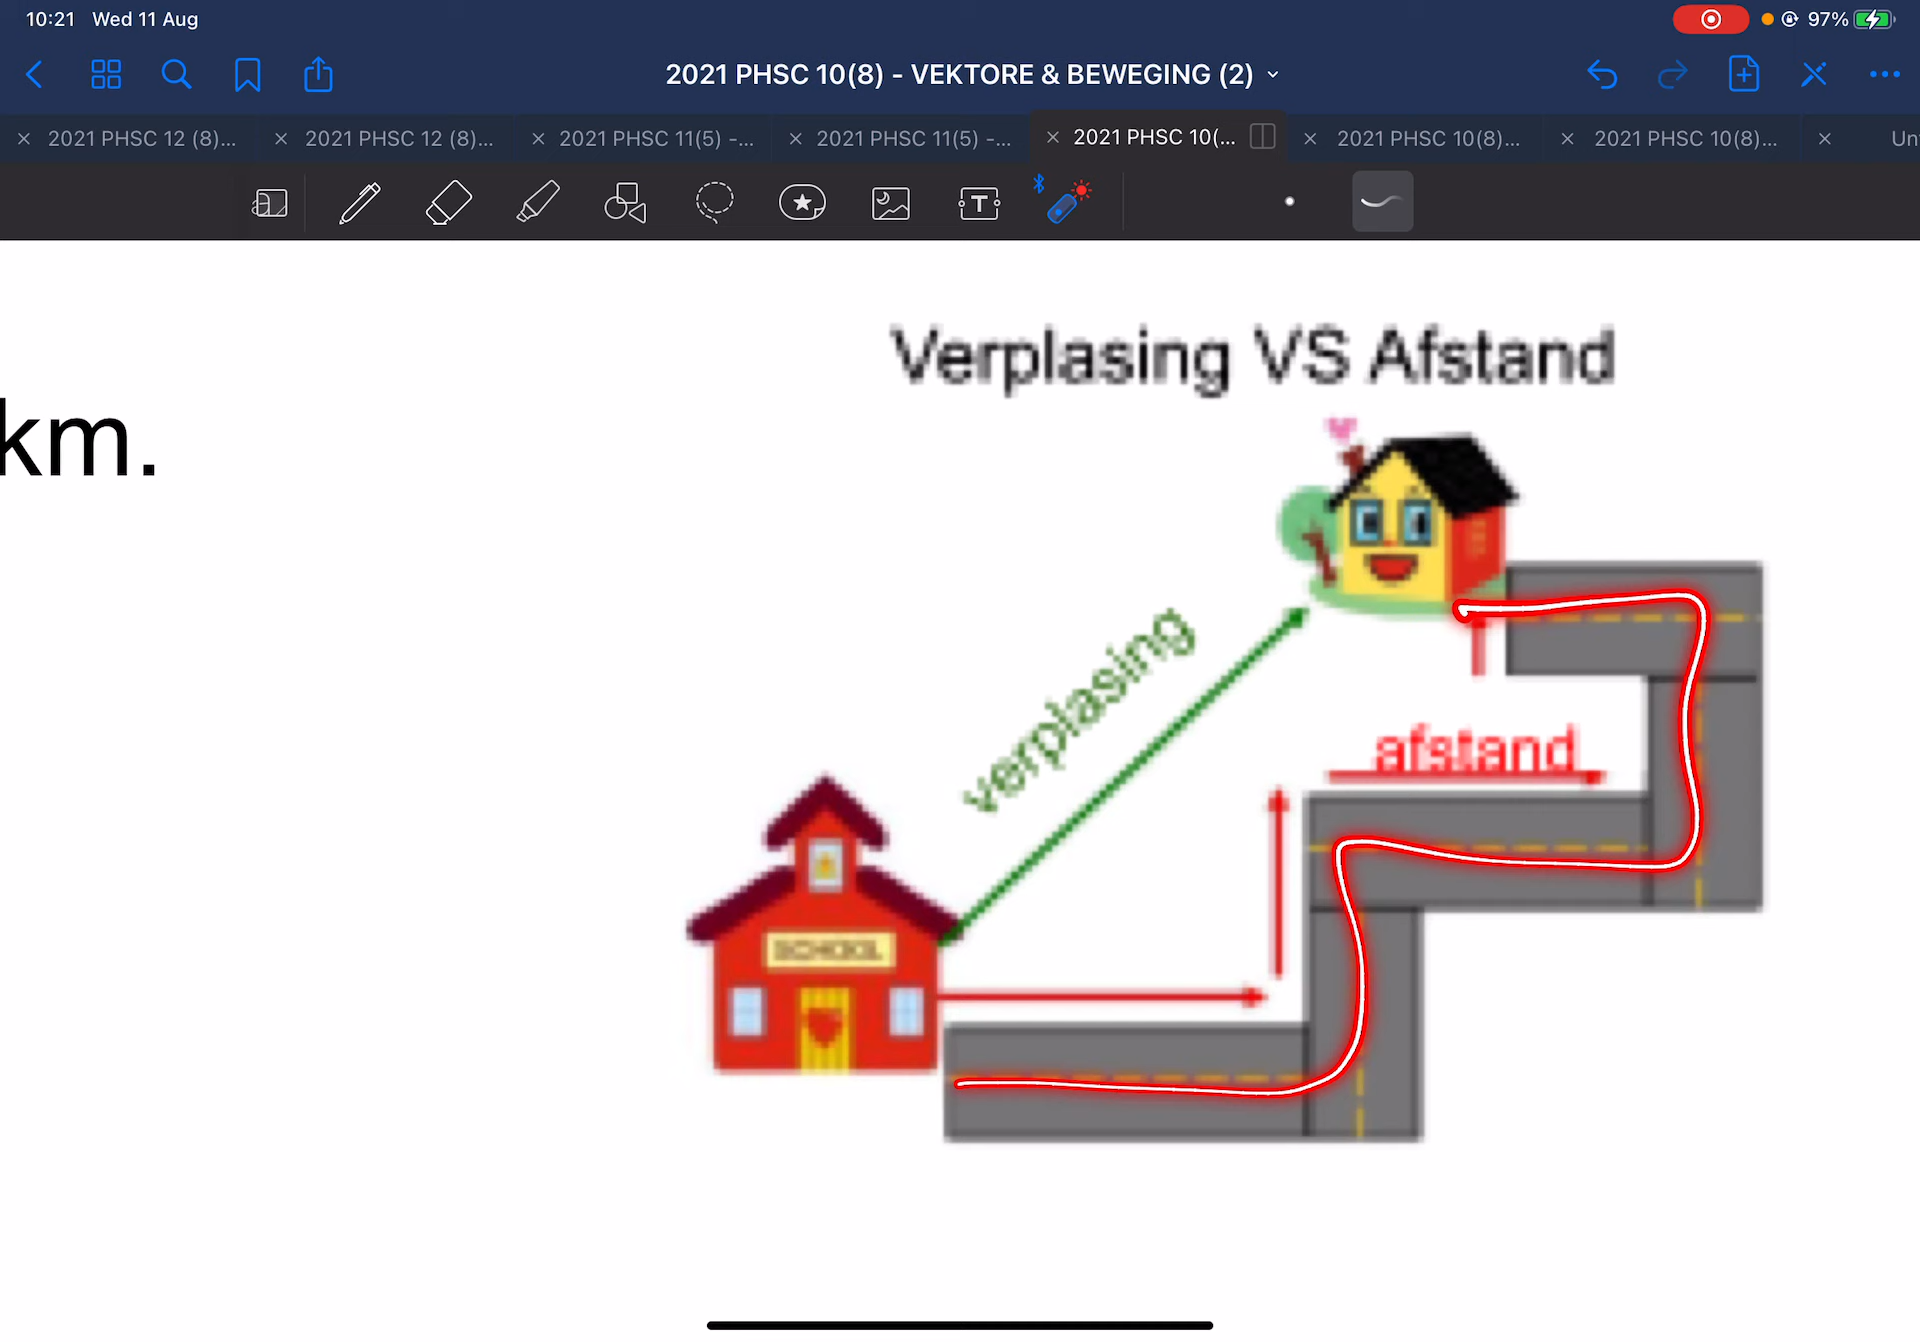 10:21 Wed 11 Aug
97%
2021 PHSC 10(8) - VEKTORE & BEWEGING (2)
2021 PHSC 12 (8)...
2021 PHSC 12 (8)...
2021 PHSC 11(5) -...
2021 PHSC 11(5) -...
2021 PHSC 10(...
2021 PHSC 10(8)...
2021 PHSC 10(8)...
Un
T
Verplasing VS Afstand
km.
verplasing
afstand
SCHOOL